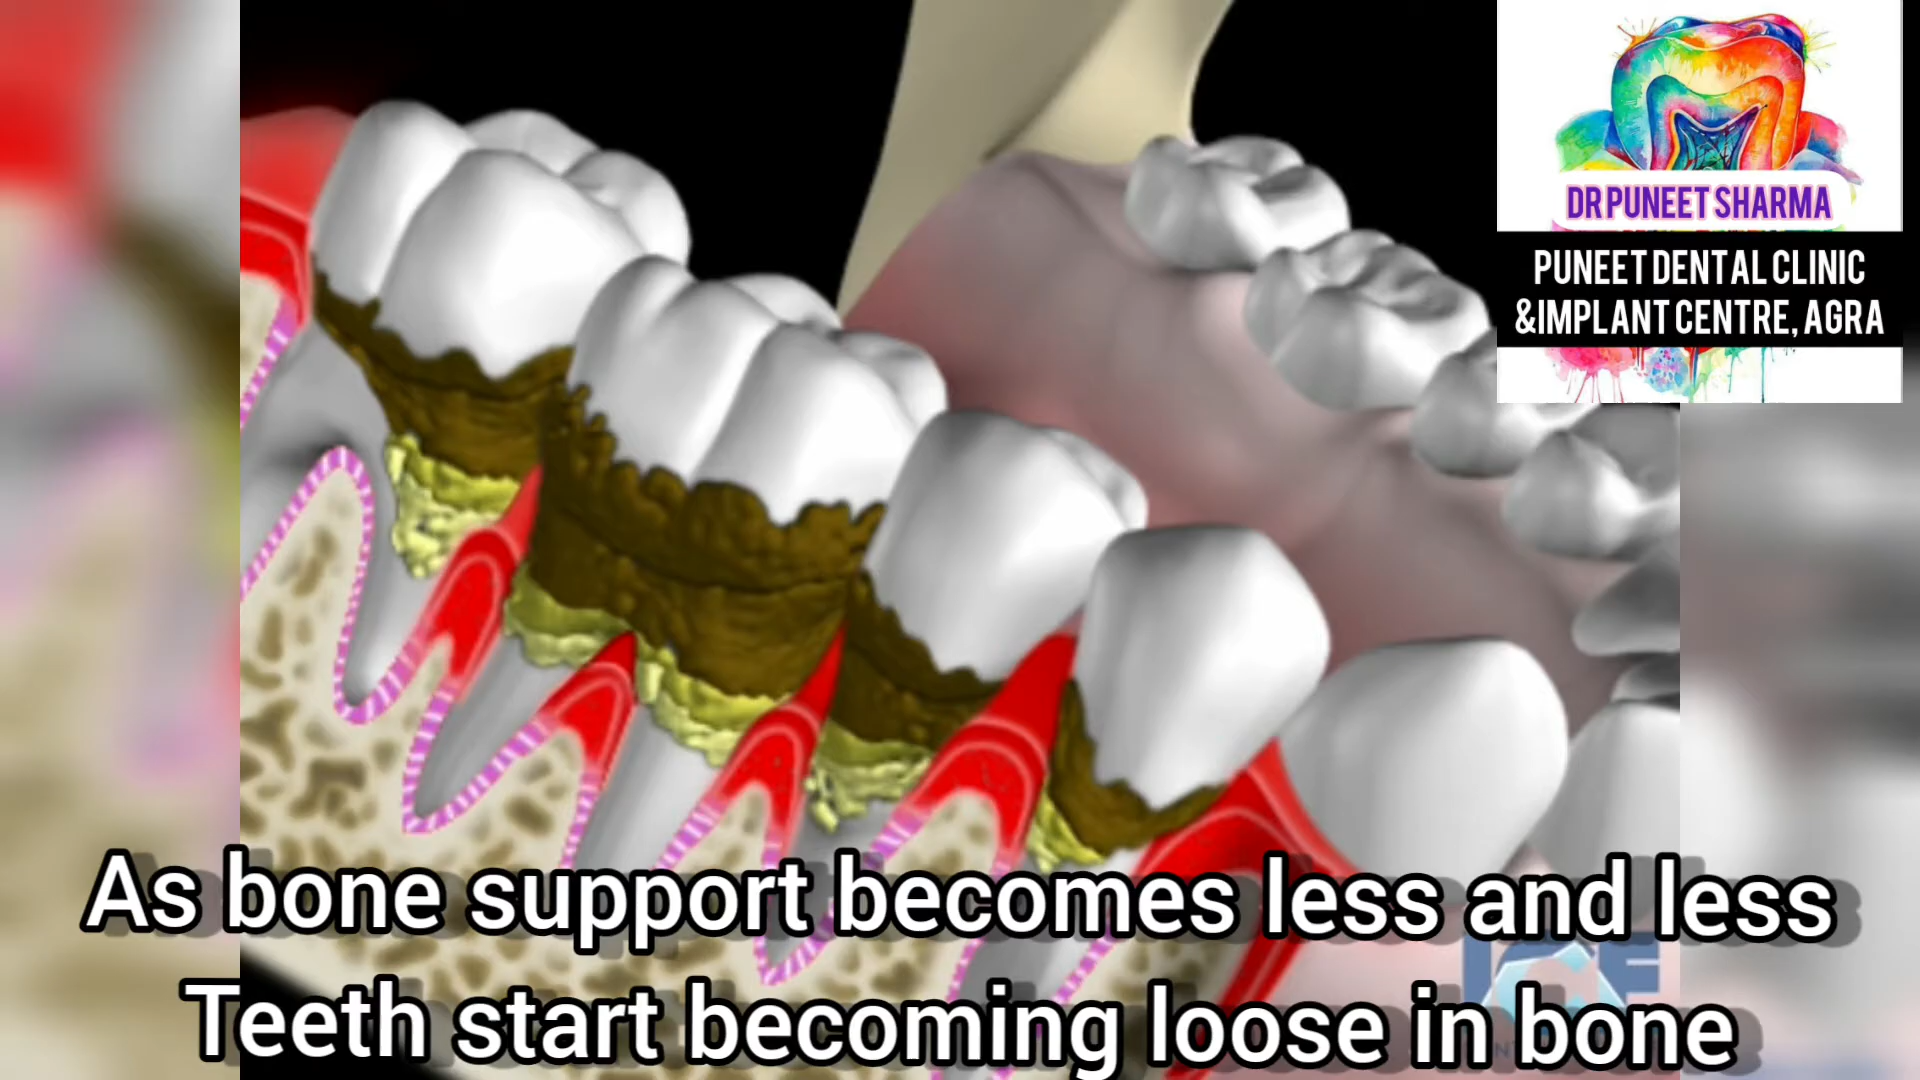 DR PUNEET SHARMA
PUNEET DENTAL CLINIC
&IMPLANT CENTRE, AGRA
As bone support becomes less and less
Teeth start becoming loose in bone